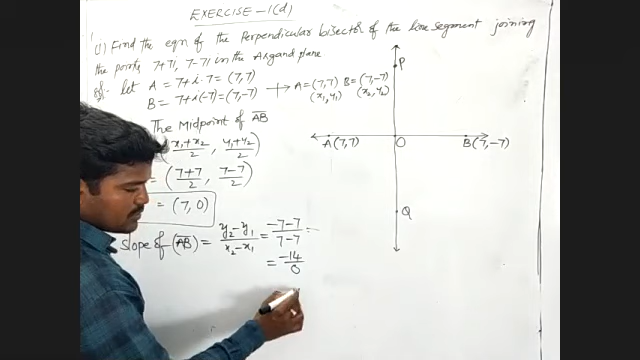 EXERCISE-1(d)
(1) Find the eqn of the Perpendicular bisector of the line segment joining
the points 7+7i, 7-7i in the Argand plane
Sol: Let A = 7+i·7 = (7,7)
B = 7+i(-7) = (7,-7)
A = (7,7) B = (7,-7)
(x₁,y₁) (x₂,y₂)
The Midpoint of AB
x₁+x₂/2, y₁+y₂/2)
= (7+7/2, 7-7/2)
= (7,0)
Slope of (AB) = y₂-y₁/x₂-x₁ = -7-7/7-7 =
= -14/0
P
A(7,7) O B(7,-7)
Q